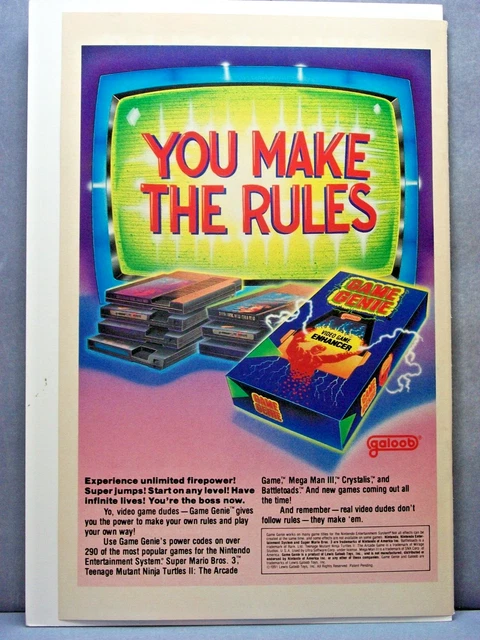 YOU MAKE
THE RULES
GAME
GENIE
VIDEO GAME
ENHANCER
GAME
GENIE
GAME
GENIE
galoob®
Experience unlimited firepower!
Super jumps! Start on any level! Have
infinite lives! You're the boss now.
Yo, video game dudes — Game Genie™ gives
you the power to make your own rules and play
your own way!
Use Game Genie's power codes on over
290 of the most popular games for the Nintendo
Entertainment System,® Super Mario Bros. 3,™
Teenage Mutant Ninja Turtles II: The Arcade
Game,™ Mega Man III,™ Crystalis,™ and
Battletoads.™ And new games coming out all
the time!
And remember — real video dudes don't
follow rules — they make 'em.